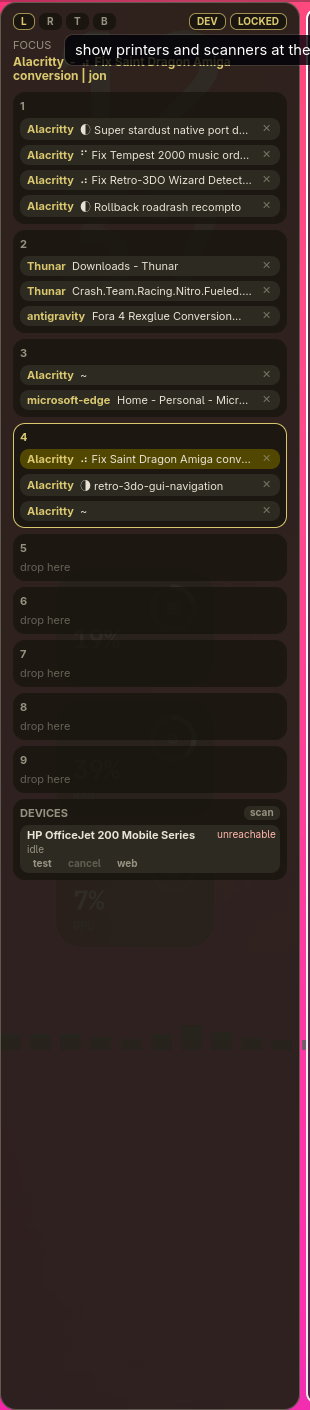 L R T B DEV LOCKED
FOCUS
show printers and scanners at the
Alacritty Fix Saint Dragon Amiga
conversion | jon
1
Alacritty ◐ Super stardust native port d... ×
Alacritty ⠋ Fix Tempest 2000 music ord... ×
Alacritty ⠴ Fix Retro-3DO Wizard Detect... ×
Alacritty ◐ Rollback roadrash recompto ×
2
Thunar Downloads - Thunar ×
Thunar Crash.Team.Racing.Nitro.Fueled.... ×
antigravity Fora 4 Rexglue Conversion... ×
3
Alacritty ~ ×
microsoft-edge Home - Personal - Micr... ×
4
Alacritty ⠴ Fix Saint Dragon Amiga conv... ×
Alacritty ◑ retro-3do-gui-navigation ×
Alacritty ~ ×
5
drop here
6
drop here
7
drop here
8
drop here
9
drop here
39%
DEVICES scan
HP OfficeJet 200 Mobile Series unreachable
idle
test cancel web
7%